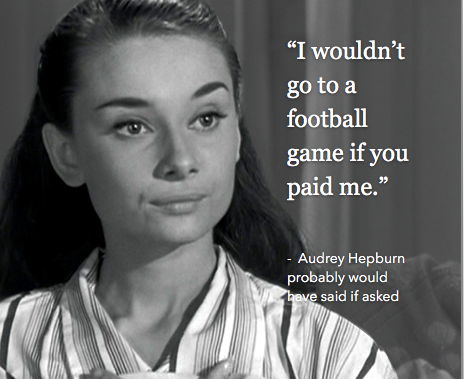 “I wouldn’t
go to a
football
game if you
paid me.”
- Audrey Hepburn
probably would
have said if asked